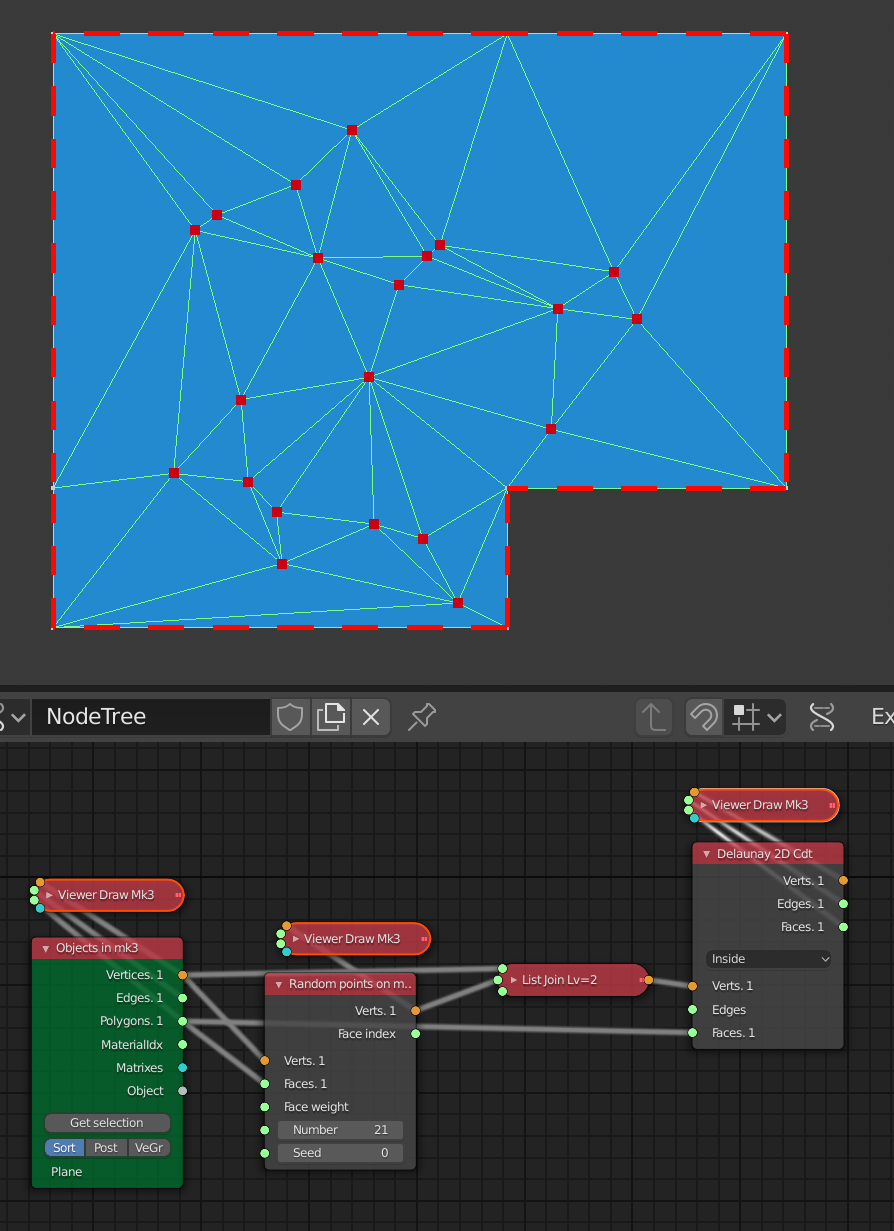 NodeTree
Ex
Viewer Draw Mk3
Delaunay 2D Cdt
Verts. 1
Edges. 1
Faces. 1
Inside
Verts. 1
Edges
Faces. 1
Viewer Draw Mk3
Objects in mk3
Vertices. 1
Edges. 1
Polygons. 1
MaterialIdx
Matrixes
Object
Get selection
Sort Post VeGr
Plane
Viewer Draw Mk3
Random points on m..
Verts. 1
Face index
Verts. 1
Faces. 1
Face weight
Number 21
Seed 0
List Join Lv=2